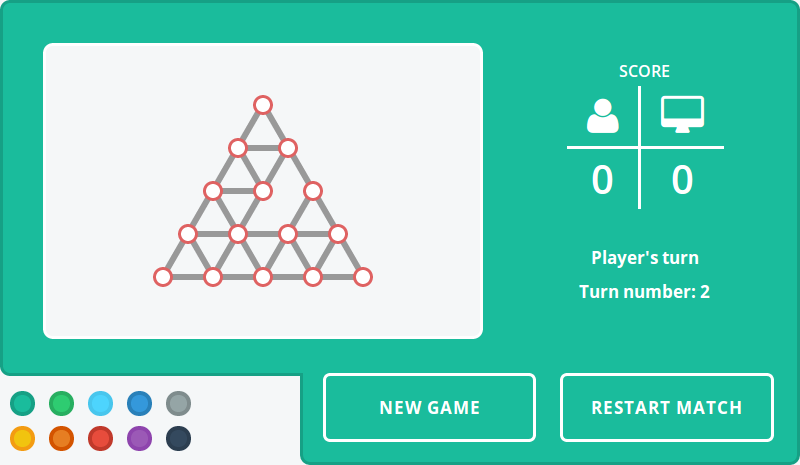 SCORE
0 0
Player's turn
Turn number: 2
NEW GAME
RESTART MATCH